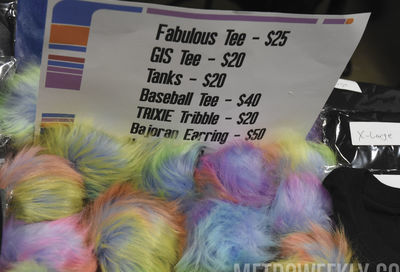 Fabulous Tee - $25
GIS Tee - $20
Tanks - $20
Baseball Tee - $40
TRIXIE Tribble - $20
Bajoran Earring - $50
X-Large
METROWEEKLY.CO